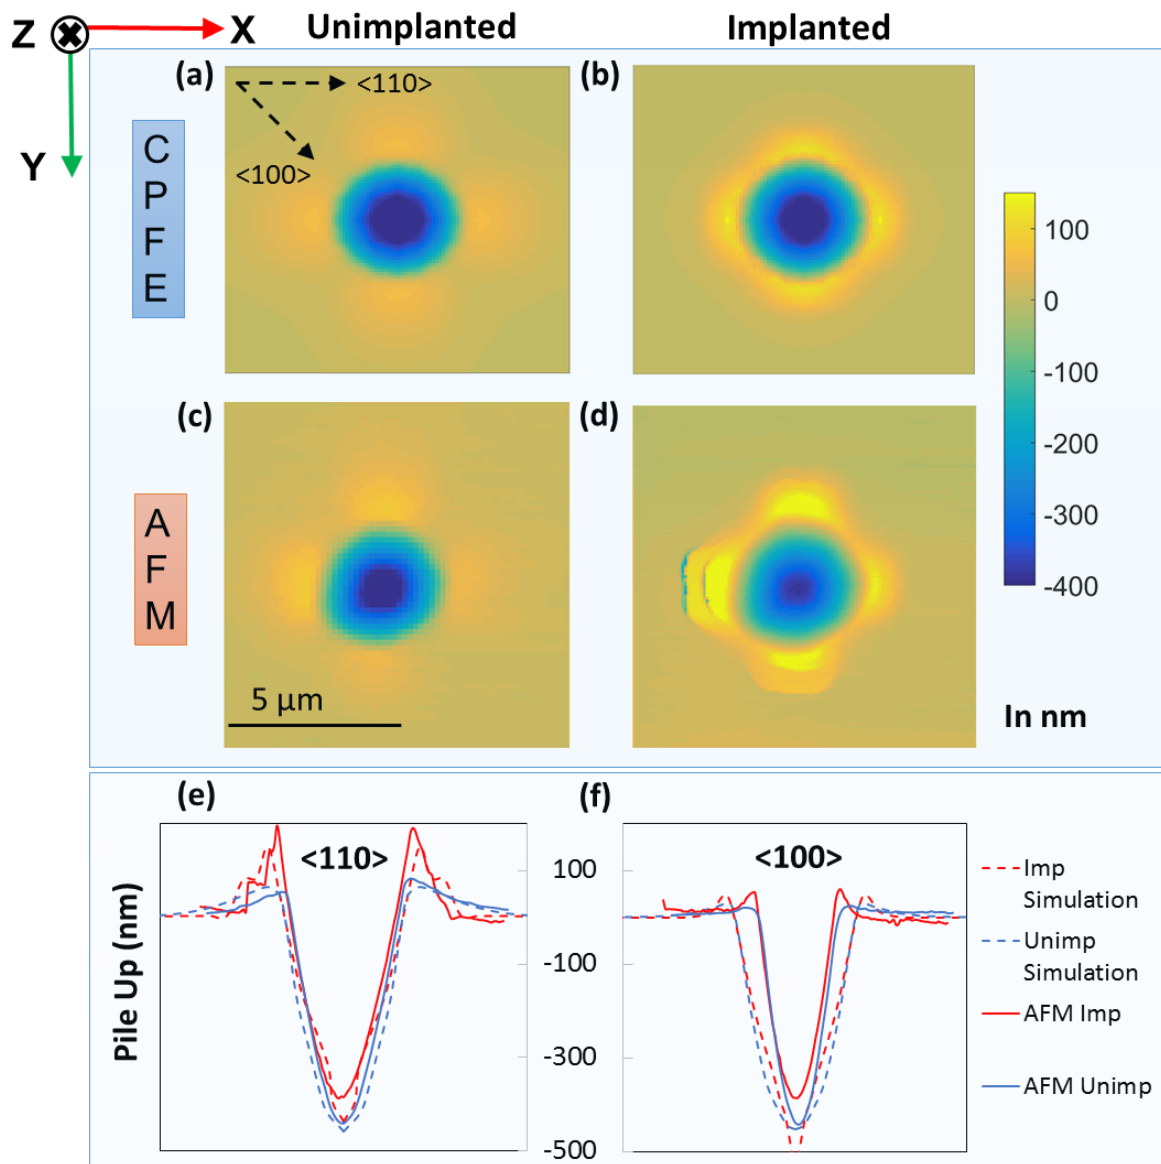 Z
X
Y
Unimplanted
Implanted
(a)
<110>
<100>
(b)
C
P
F
E
100
0
-100
-200
-300
-400
In nm
(c)
(d)
A
F
M
5 µm
(e)
(f)
<110>
<100>
Pile Up (nm)
100
-100
-300
-500
Imp
Simulation
Unimp
Simulation
AFM Imp
AFM Unimp